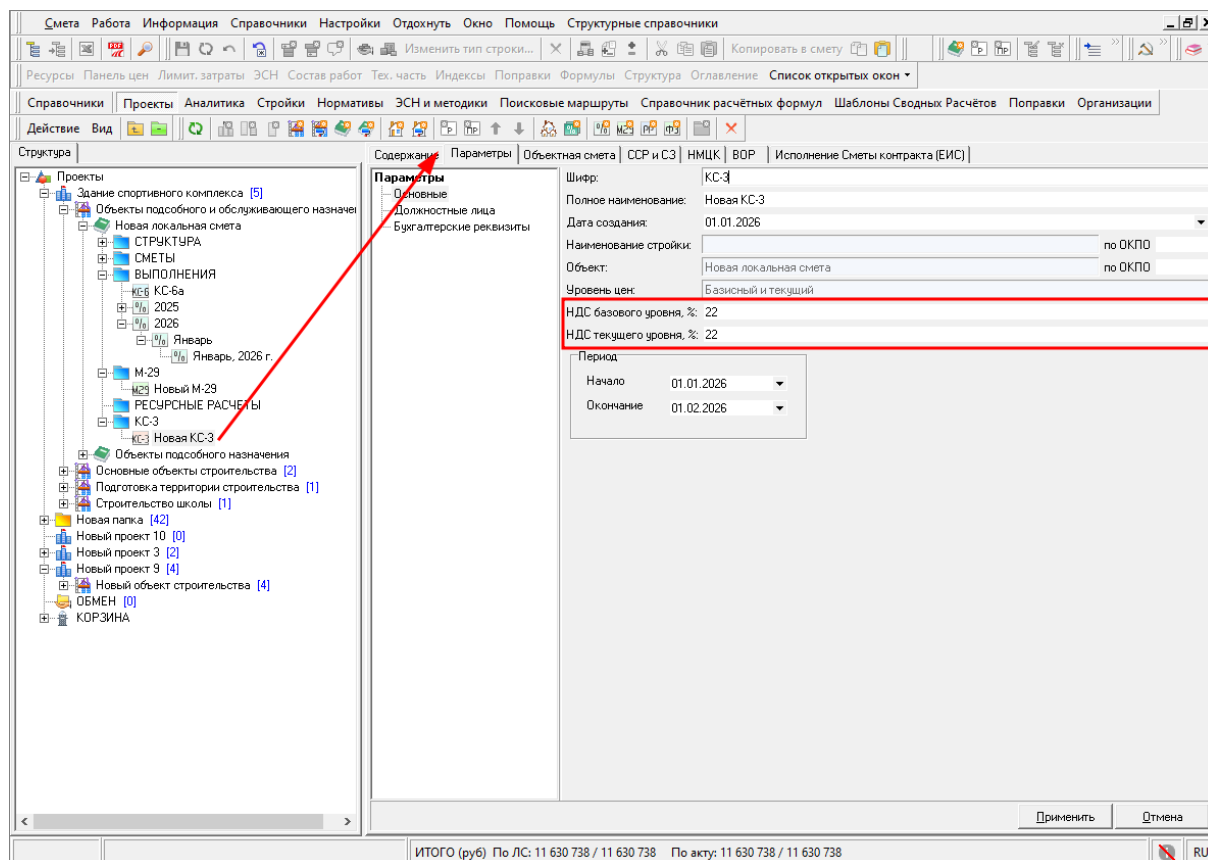 Смета Работа Информация Справочники Настройки Отдохнуть Окно Помощь Структурные справочники
Изменить тип строки... Копировать в смету
Ресурсы Панель цен Лимит. затраты ЭСН Состав работ Тех. часть Индексы Поправки Формулы Структура Оглавление Список открытых окон
Справочники Проекты Аналитика Стройки Нормативы ЭСН и методики Поисковые маршруты Справочник расчётных формул Шаблоны Сводных Расчётов Поправки Организации
Действие Вид
Структура
Содержание Параметры Объектная смета ССР и СЗ НМЦК ВОР Исполнение Сметы контракта (ЕИС)
Проекты
Здание спортивного комплекса [5]
Объекты подсобного и обслуживающего назначе
Новая локальная смета
СТРУКТУРА
СМЕТЫ
ВЫПОЛНЕНИЯ
КС-6 КС-6а
% 2025
% 2026
% Январь
% Январь, 2026 г.
М-29
М29 Новый М-29
РЕСУРСНЫЕ РАСЧЕТЫ
КС-3
КС-3 Новая КС-3
Объекты подсобного назначения
Основные объекты строительства [2]
Подготовка территории строительства [1]
Строительство школы [1]
Новая папка [42]
Новый проект 10 [0]
Новый проект 3 [2]
Новый проект 9 [4]
Новый объект строительства [4]
ОБМЕН [0]
КОРЗИНА
Параметры
Основные
Должностные лица
Бухгалтерские реквизиты
Шифр: КС-3
Полное наименование: Новая КС-3
Дата создания: 01.01.2026
Наименование стройки: по ОКПО
Объект: Новая локальная смета по ОКПО
Уровень цен: Базисный и текущий
НДС базового уровня, %: 22
НДС текущего уровня, %: 22
Период
Начало 01.01.2026
Окончание 01.02.2026
Применить Отмена
ИТОГО (руб) По ЛС: 11 630 738 / 11 630 738 По акту: 11 630 738 / 11 630 738 RU